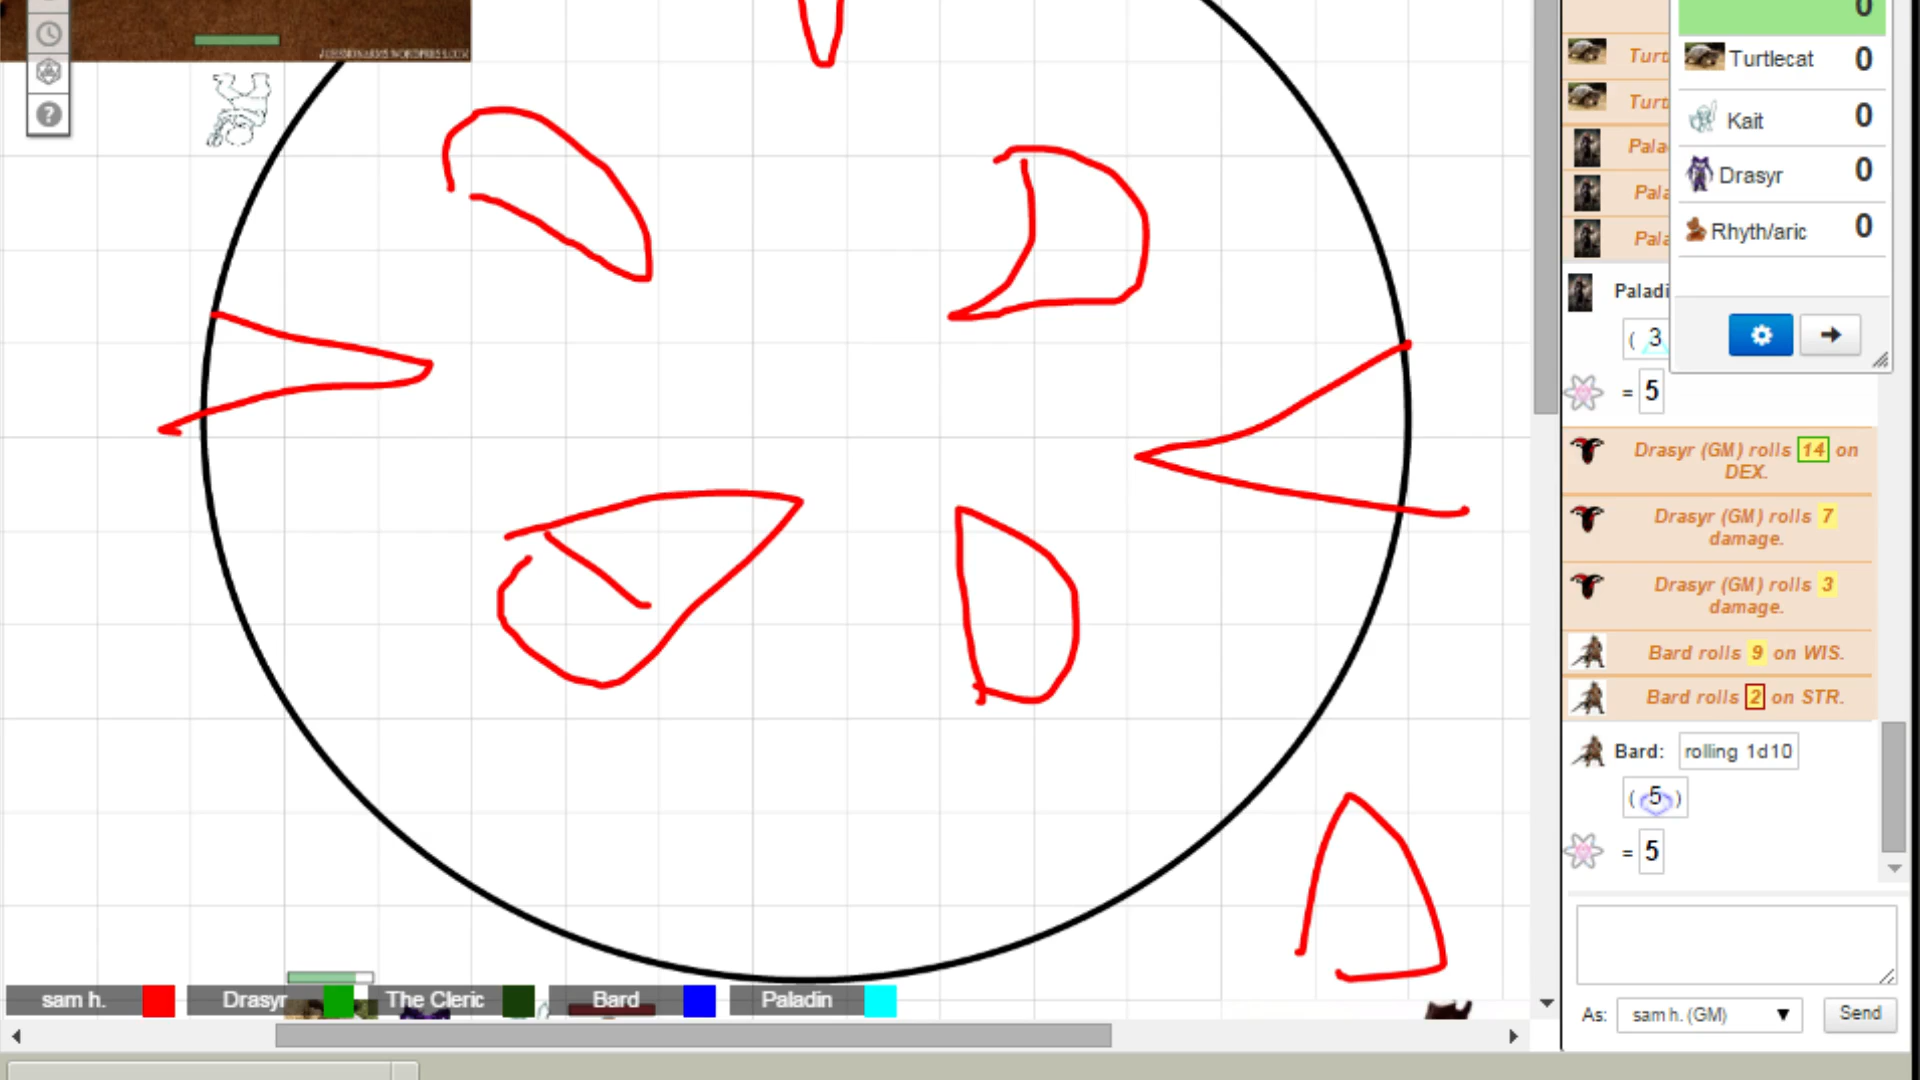 ?
0
Turtlecat 0
Kait 0
Drasyr 0
Rhyth/aric 0
Turt
Turt
Pala
Pala
Pala
Paladi
( 3
= 5
Drasyr (GM) rolls 14 on
DEX.
Drasyr (GM) rolls 7
damage.
Drasyr (GM) rolls 3
damage.
Bard rolls 9 on WIS.
Bard rolls 2 on STR.
Bard: rolling 1d10
( 5 )
= 5
As: sam h. (GM) Send
sam h. Drasyr The Cleric Bard Paladin